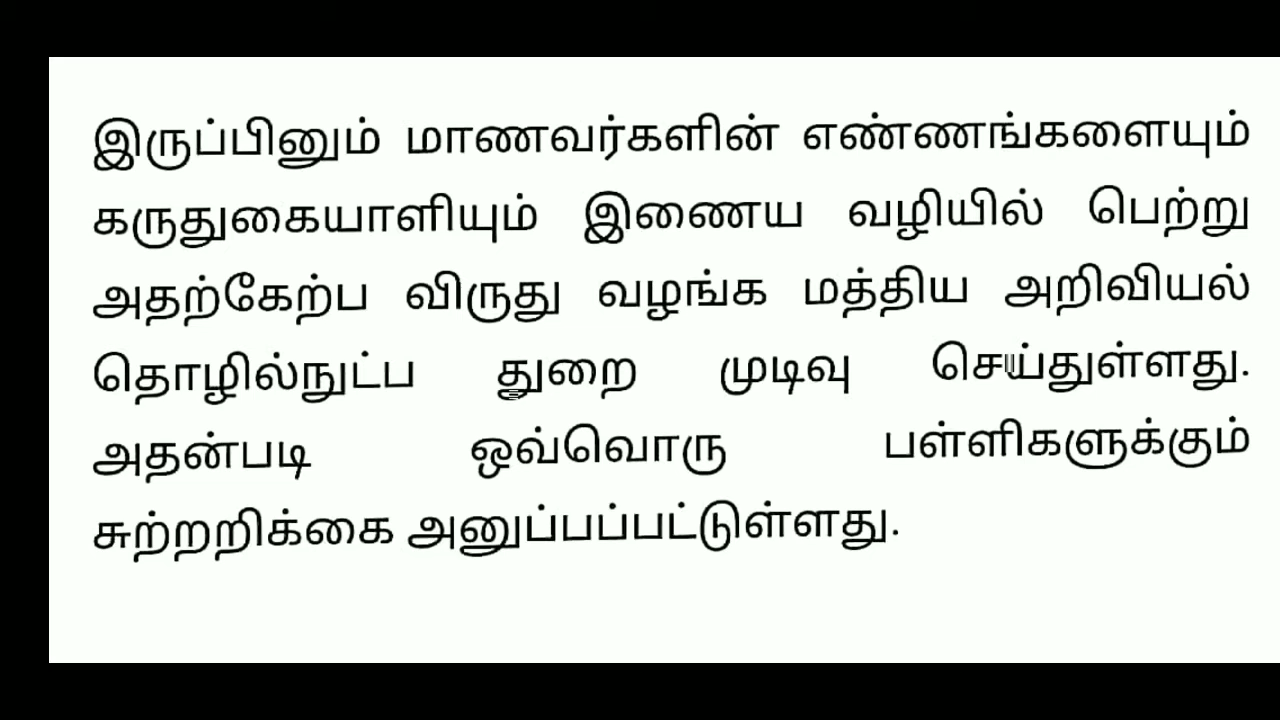 இருப்பினும் மாணவர்களின் எண்ணங்களையும்
கருதுகையாளியும் இணைய வழியில் பெற்று
அதற்கேற்ப விருது வழங்க மத்திய அறிவியல்
தொழில்நுட்ப துறை முடிவு செய்துள்ளது.
அதன்படி ஒவ்வொரு பள்ளிகளுக்கும்
சுற்றறிக்கை அனுப்பப்பட்டுள்ளது.